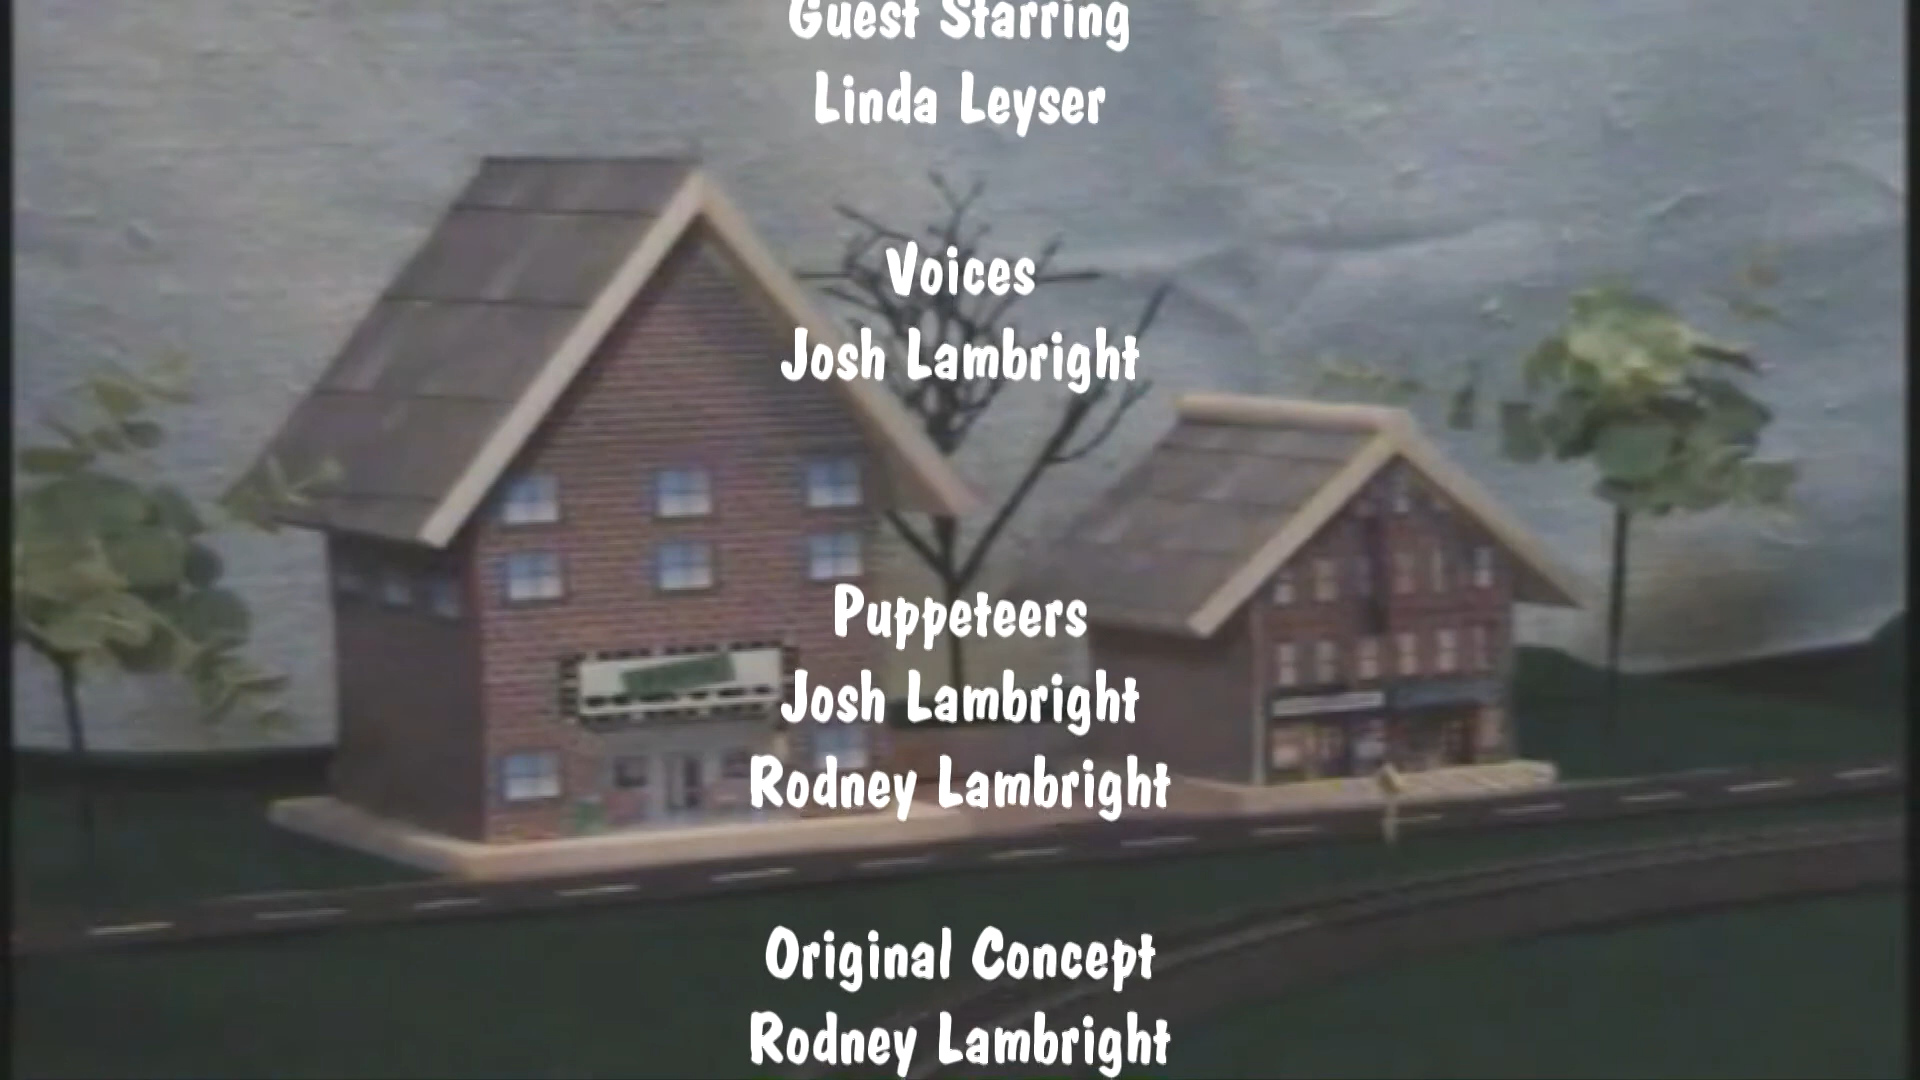 Guest Starring
Linda Leyser
Voices
Josh Lambright
Puppeteers
Josh Lambright
Rodney Lambright
Original Concept
Rodney Lambright